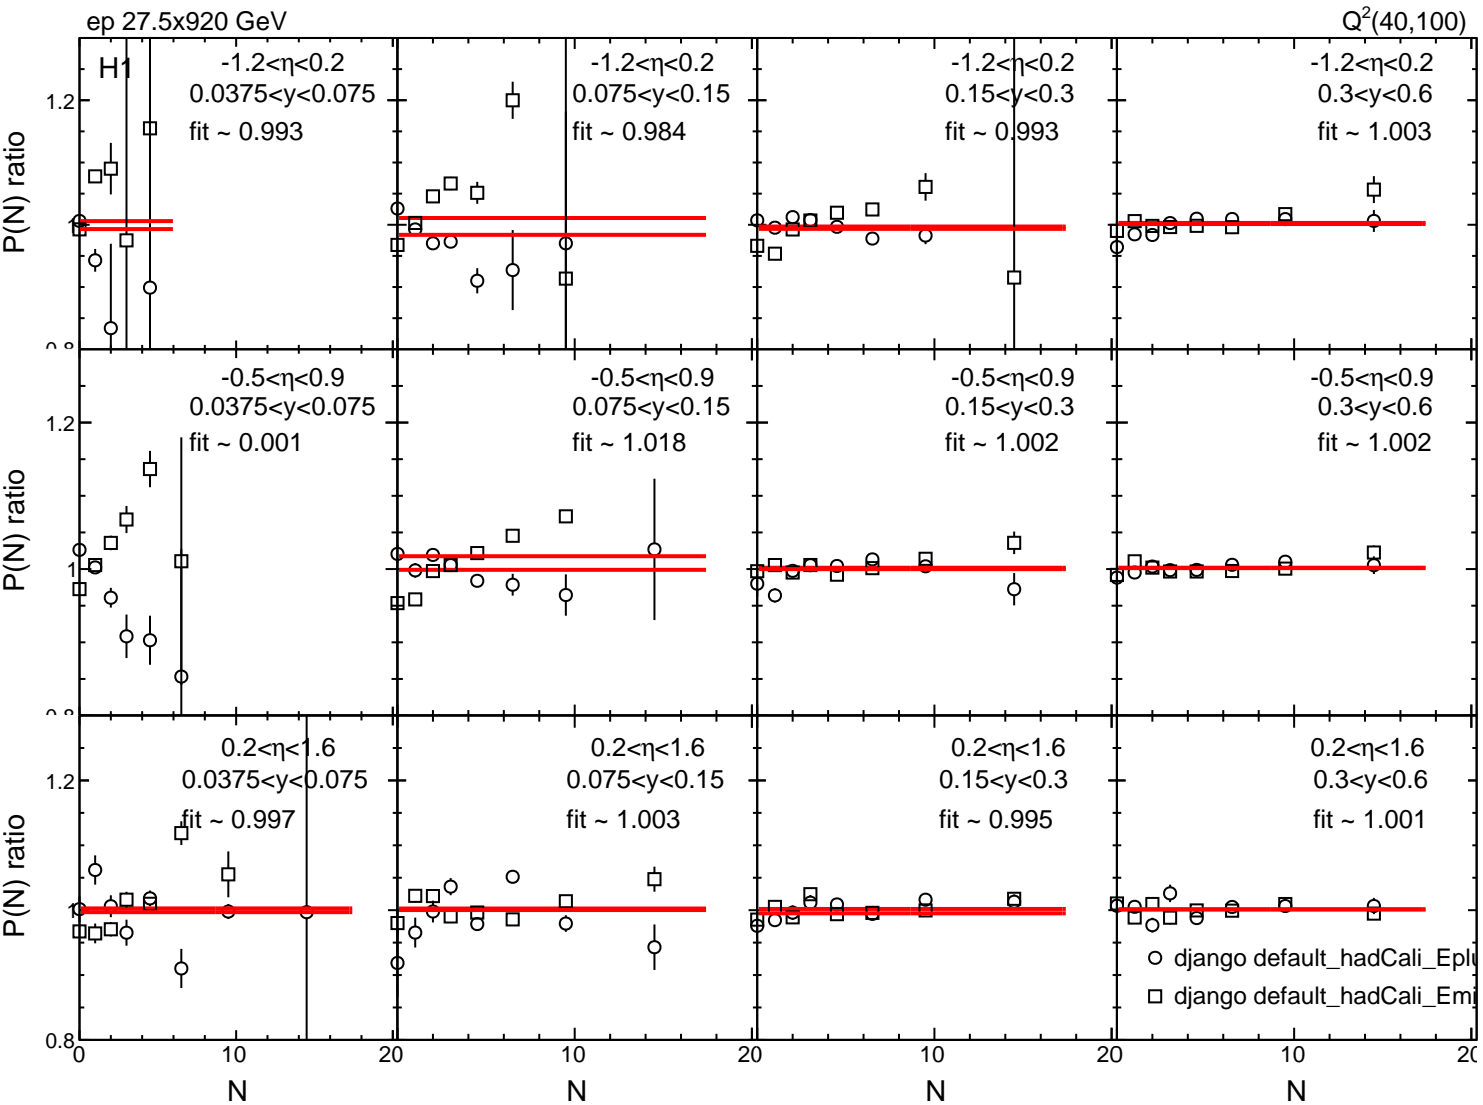 ep 27.5x920 GeV
Q²(40,100)
H1
-1.2<η<0.2
0.0375<y<0.075
fit ~ 0.993
-1.2<η<0.2
0.075<y<0.15
fit ~ 0.984
-1.2<η<0.2
0.15<y<0.3
fit ~ 0.993
-1.2<η<0.2
0.3<y<0.6
fit ~ 1.003
P(N) ratio
1.2
1
0.8
-0.5<η<0.9
0.0375<y<0.075
fit ~ 0.001
-0.5<η<0.9
0.075<y<0.15
fit ~ 1.018
-0.5<η<0.9
0.15<y<0.3
fit ~ 1.002
-0.5<η<0.9
0.3<y<0.6
fit ~ 1.002
P(N) ratio
1.2
1
0.8
0.2<η<1.6
0.0375<y<0.075
fit ~ 0.997
0.2<η<1.6
0.075<y<0.15
fit ~ 1.003
0.2<η<1.6
0.15<y<0.3
fit ~ 0.995
0.2<η<1.6
0.3<y<0.6
fit ~ 1.001
P(N) ratio
1.2
1
0.8
django default_hadCali_Eplu
django default_hadCali_Emi
0 10 20 10 20 10 20 10 20
N N N N